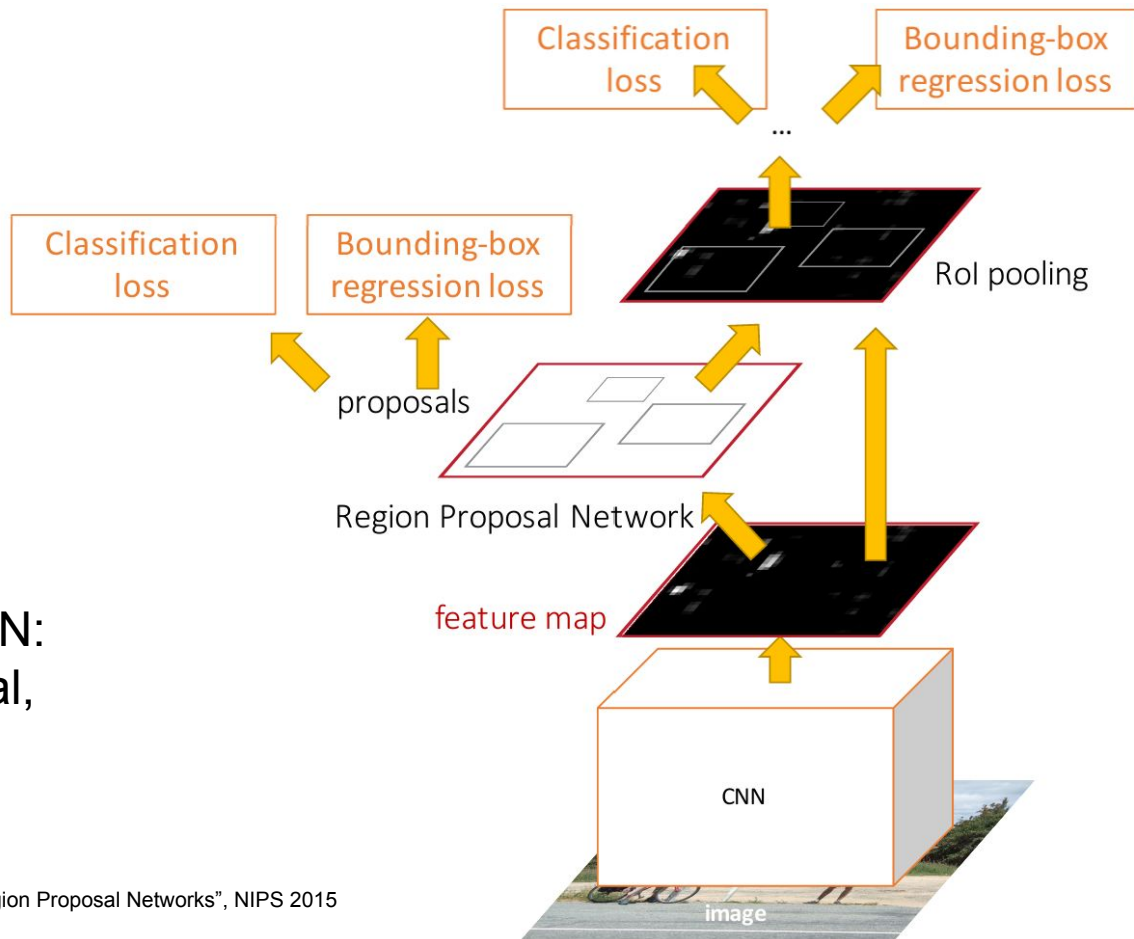 Classification
loss
Bounding-box
regression loss
...
Classification
loss
Bounding-box
regression loss
RoI pooling
proposals
Region Proposal Network
feature map
N:
al,
CNN
gion Proposal Networks”, NIPS 2015
image